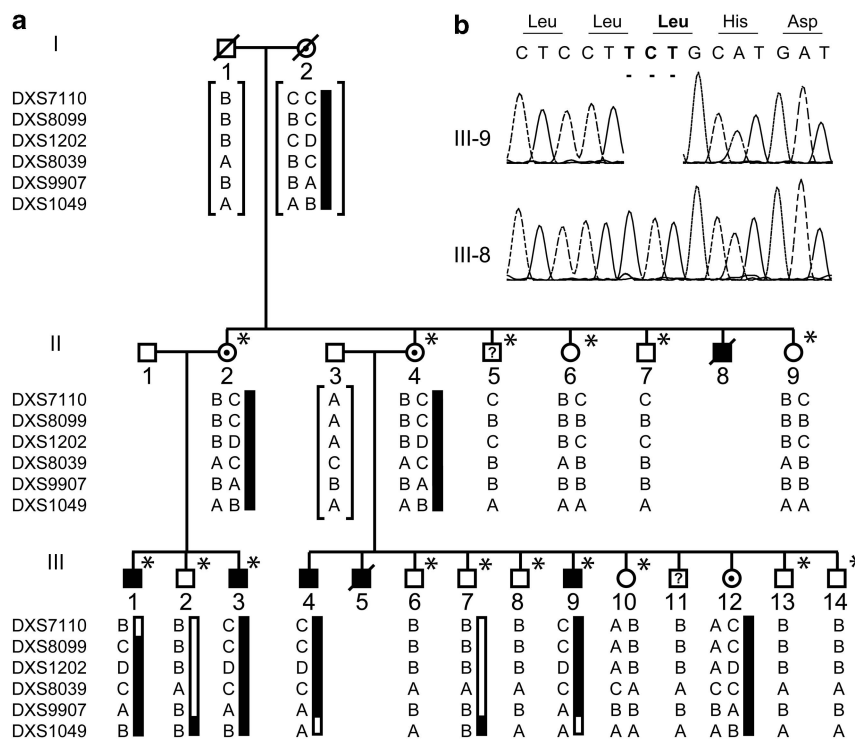 a
I
1 2
DXS7110 B C C
DXS8099 B B C
DXS1202 B C D
DXS8039 A B C
DXS9907 B B A
DXS1049 A A B
b
Leu Leu Leu His Asp
C T C C T T C T G C A T G A T
- - -
III-9
III-8
II
* * ? * * * *
1 2 3 4 5 6 7 8 9
DXS7110 B C A B C C B C C B C
DXS8099 B C A B C B B B B B B
DXS1202 B D A B D C B C C B C
DXS8039 A C C A C B A B B A B
DXS9907 B A B B A B B B B B B
DXS1049 A B A A B A A A A A A
III
* * * * * * * * ? * * *
1 2 3 4 5 6 7 8 9 10 11 12 13 14
DXS7110 B B C C B B B C A B B A C B B
DXS8099 C B C C B B B C A B B A C B B
DXS1202 D B D D B B B D A B B A D B B
DXS8039 C A C C A A A C C A A C C A A
DXS9907 A B A A B B B A B B B B A B B
DXS1049 B B B A A B A A A A A A B A A